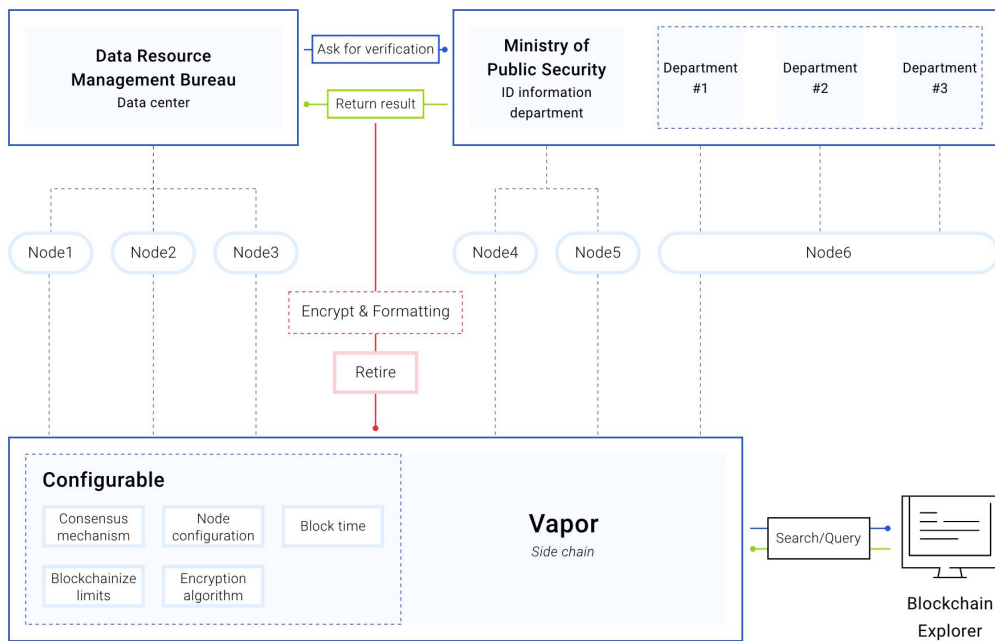 Data Resource
Management Bureau
Data center
Ask for verification
Return result
Ministry of
Public Security
ID information
department
Department
#1
Department
#2
Department
#3
Node1
Node2
Node3
Node4
Node5
Node6
Encrypt & Formatting
Retire
Configurable
Consensus
mechanism
Node
configuration
Block time
Blockchainize
limits
Encryption
algorithm
Vapor
Side chain
Search/Query
Blockchain
Explorer